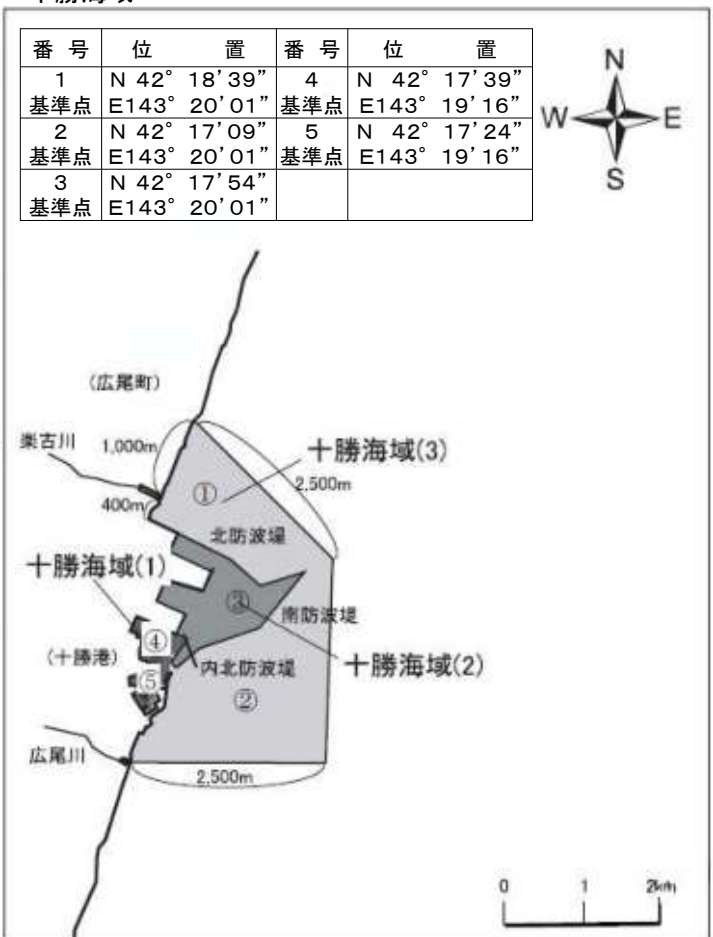 番 号 位 置 番 号 位 置
1 N 42° 18’39” 4 N 42° 17’39”
基準点 E143° 20’01” 基準点 E143° 19’16”
2 N 42° 17’09” 5 N 42° 17’24”
基準点 E143° 20’01” 基準点 E143° 19’16”
3 N 42° 17’54”
基準点 E143° 20’01”
N
W E
S
(広尾町)
楽古川
1,000m
十勝海域(3)
①
2,500m
400m
北防波堤
十勝海域(1)
③
南防波堤
④
(十勝港)
内北防波堤
十勝海域(2)
⑤
②
広尾川
2,500m
0 1 2km